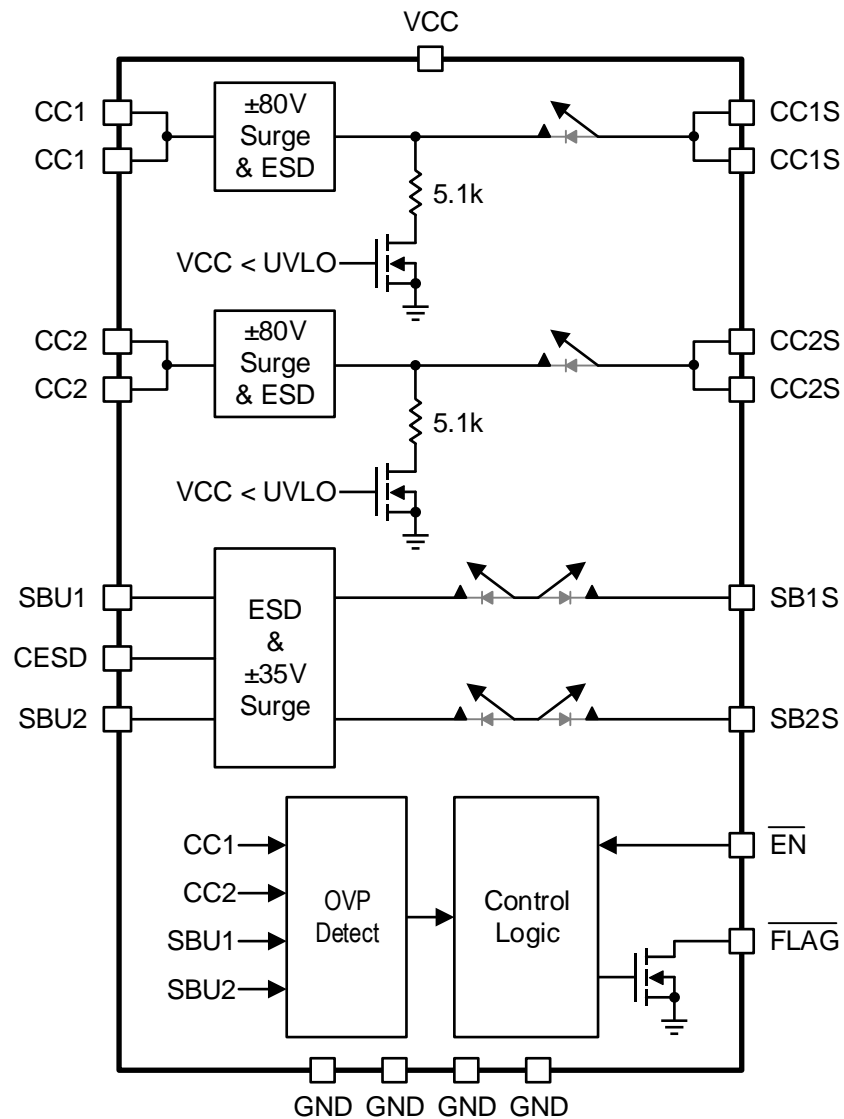 VCC
CC1
±80V
Surge
& ESD
CC1S
CC1
CC1S
5.1k
VCC < UVLO
CC2
±80V
Surge
& ESD
CC2S
CC2
CC2S
5.1k
VCC < UVLO
SBU1
ESD
&
±35V
Surge
SB1S
CESD
SBU2
SB2S
CC1
CC2
SBU1
SBU2
OVP
Detect
Control
Logic
EN
FLAG
GND GND GND GND